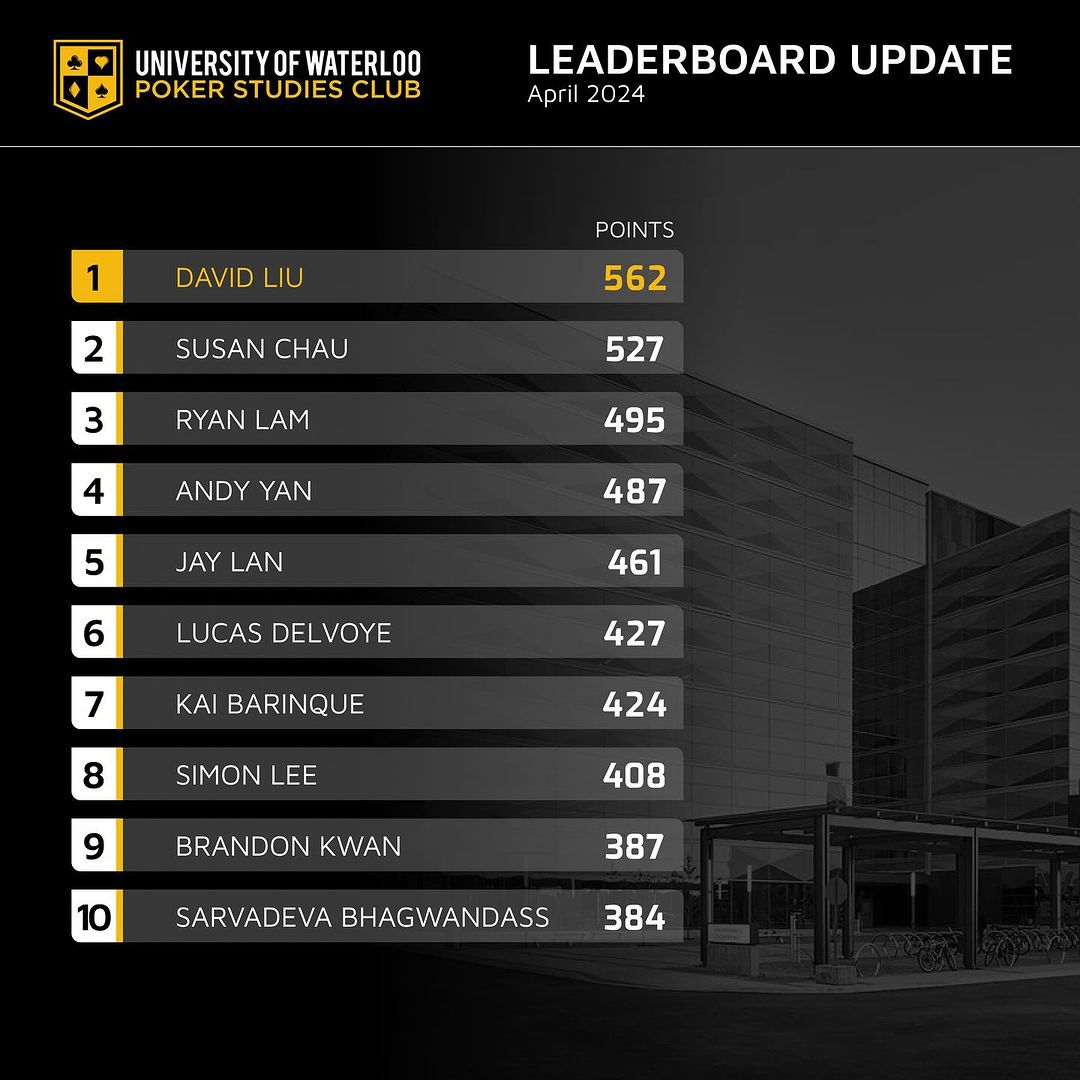 UNIVERSITY OF WATERLOO
POKER STUDIES CLUB
LEADERBOARD UPDATE
April 2024
POINTS
1 DAVID LIU 562
2 SUSAN CHAU 527
3 RYAN LAM 495
4 ANDY YAN 487
5 JAY LAN 461
6 LUCAS DELVOYE 427
7 KAI BARINQUE 424
8 SIMON LEE 408
9 BRANDON KWAN 387
10 SARVADEVA BHAGWANDASS 384